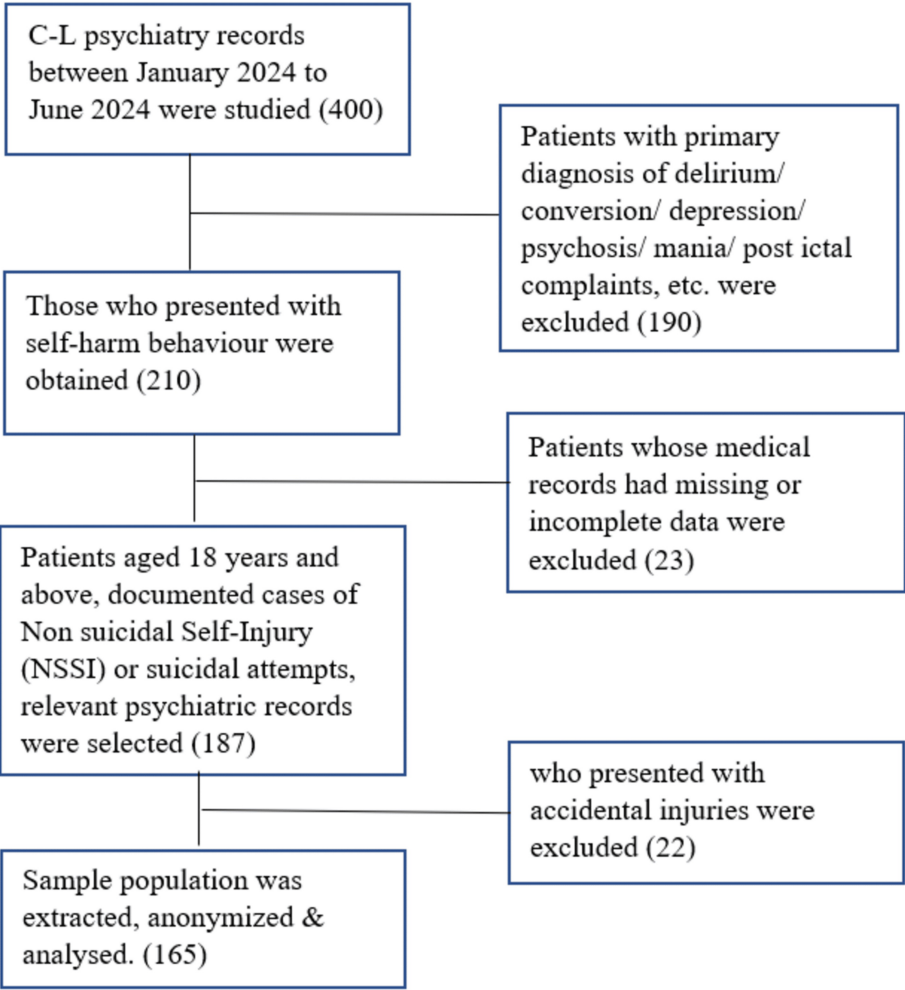 C-L psychiatry records
between January 2024 to
June 2024 were studied (400)
Patients with primary
diagnosis of delirium/
conversion/ depression/
psychosis/ mania/ post ictal
complaints, etc. were
excluded (190)
Those who presented with
self-harm behaviour were
obtained (210)
Patients whose medical
records had missing or
incomplete data were
excluded (23)
Patients aged 18 years and
above, documented cases of
Non suicidal Self-Injury
(NSSI) or suicidal attempts,
relevant psychiatric records
were selected (187)
who presented with
accidental injuries were
excluded (22)
Sample population was
extracted, anonymized &
analysed. (165)